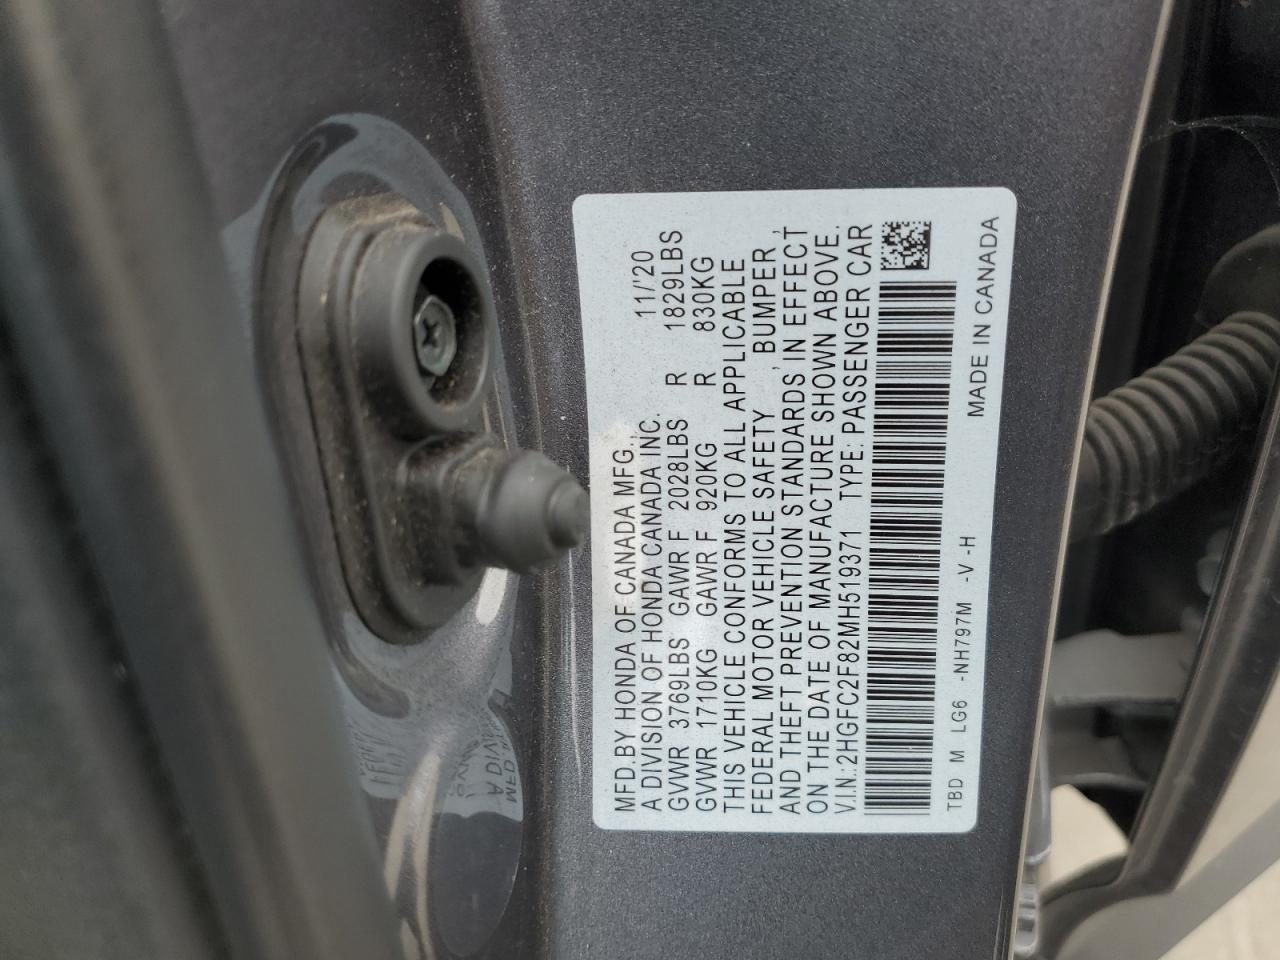 MFD.BY HONDA OF CANADA MFG., 11/'20
A DIVISION OF HONDA CANADA INC.
GVWR 3769LBS GAWR F 2028LBS R 1829LBS
GVWR 1710KG GAWR F 920KG R 830KG
THIS VEHICLE CONFORMS TO ALL APPLICABLE
FEDERAL MOTOR VEHICLE SAFETY, BUMPER,
AND THEFT PREVENTION STANDARDS, IN EFFECT
ON THE DATE OF MANUFACTURE SHOWN ABOVE.
V.I.N.:2HGFC2F82MH519371 TYPE: PASSENGER CAR
TBD M LG6 -NH797M -V -H
MADE IN CANADA